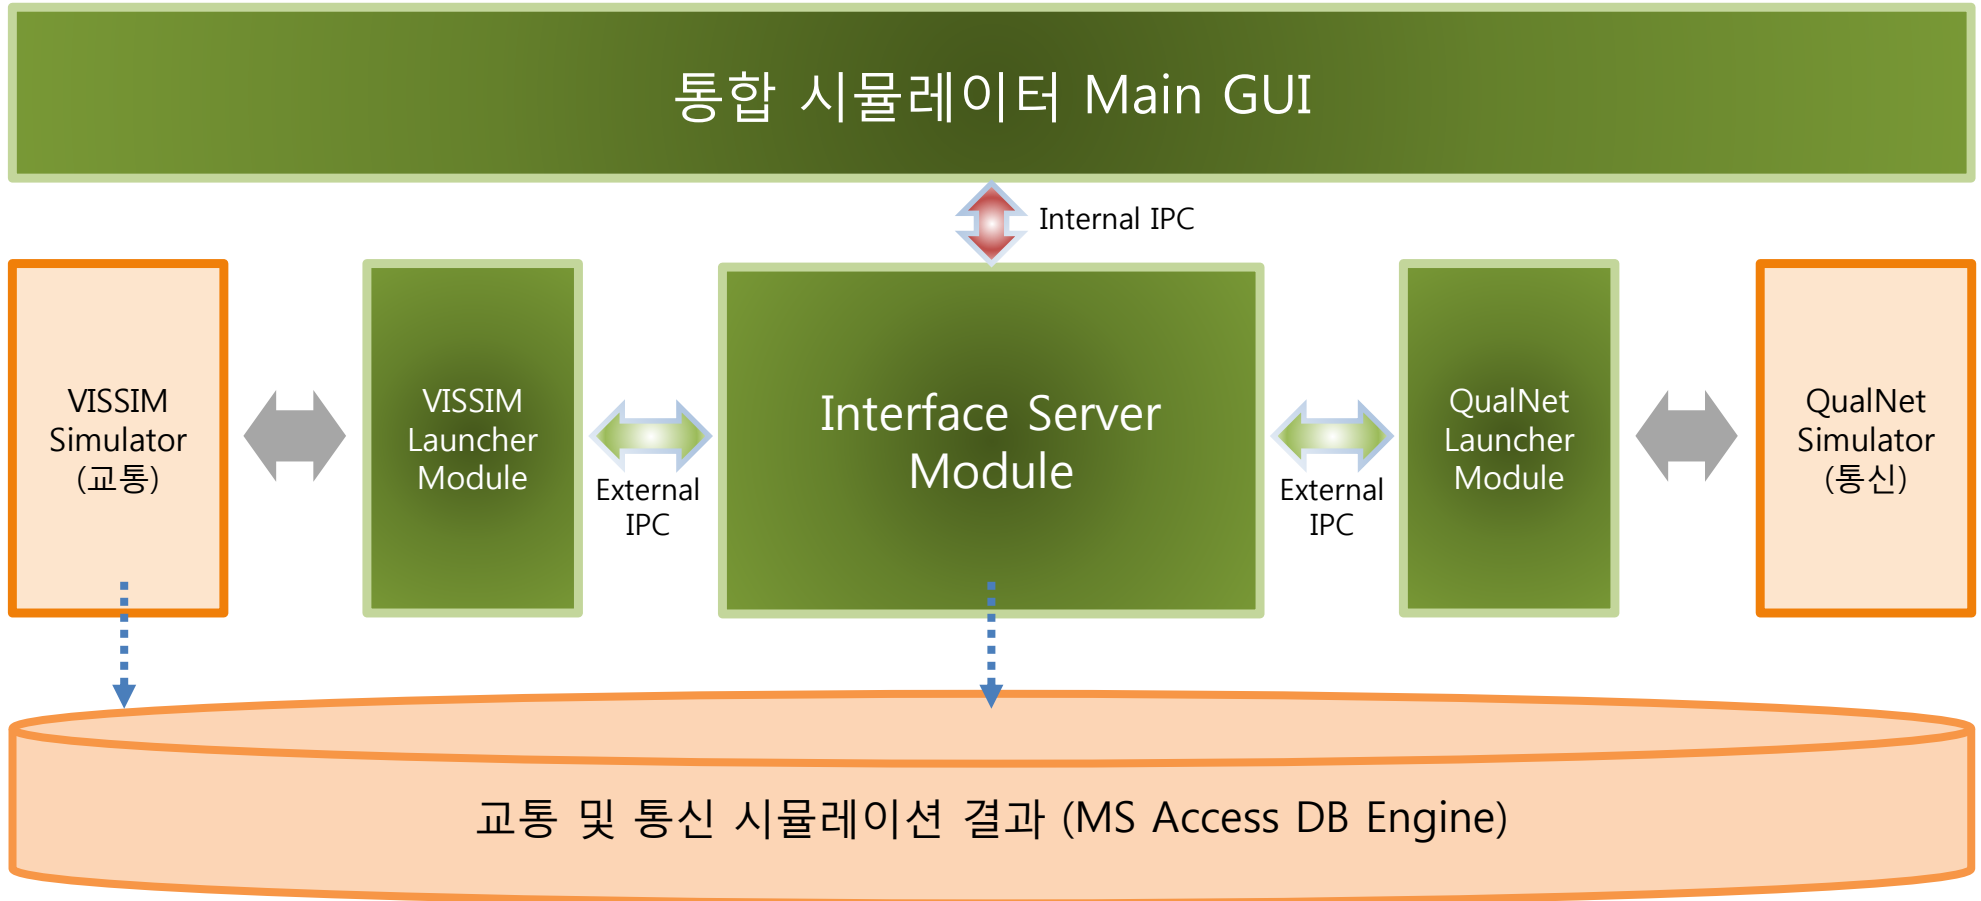 통합 시뮬레이터 Main GUI
Internal IPC
VISSIM
Simulator
(교통)
VISSIM
Launcher
Module
External
IPC
Interface Server
Module
External
IPC
QualNet
Launcher
Module
QualNet
Simulator
(통신)
교통 및 통신 시뮬레이션 결과 (MS Access DB Engine)